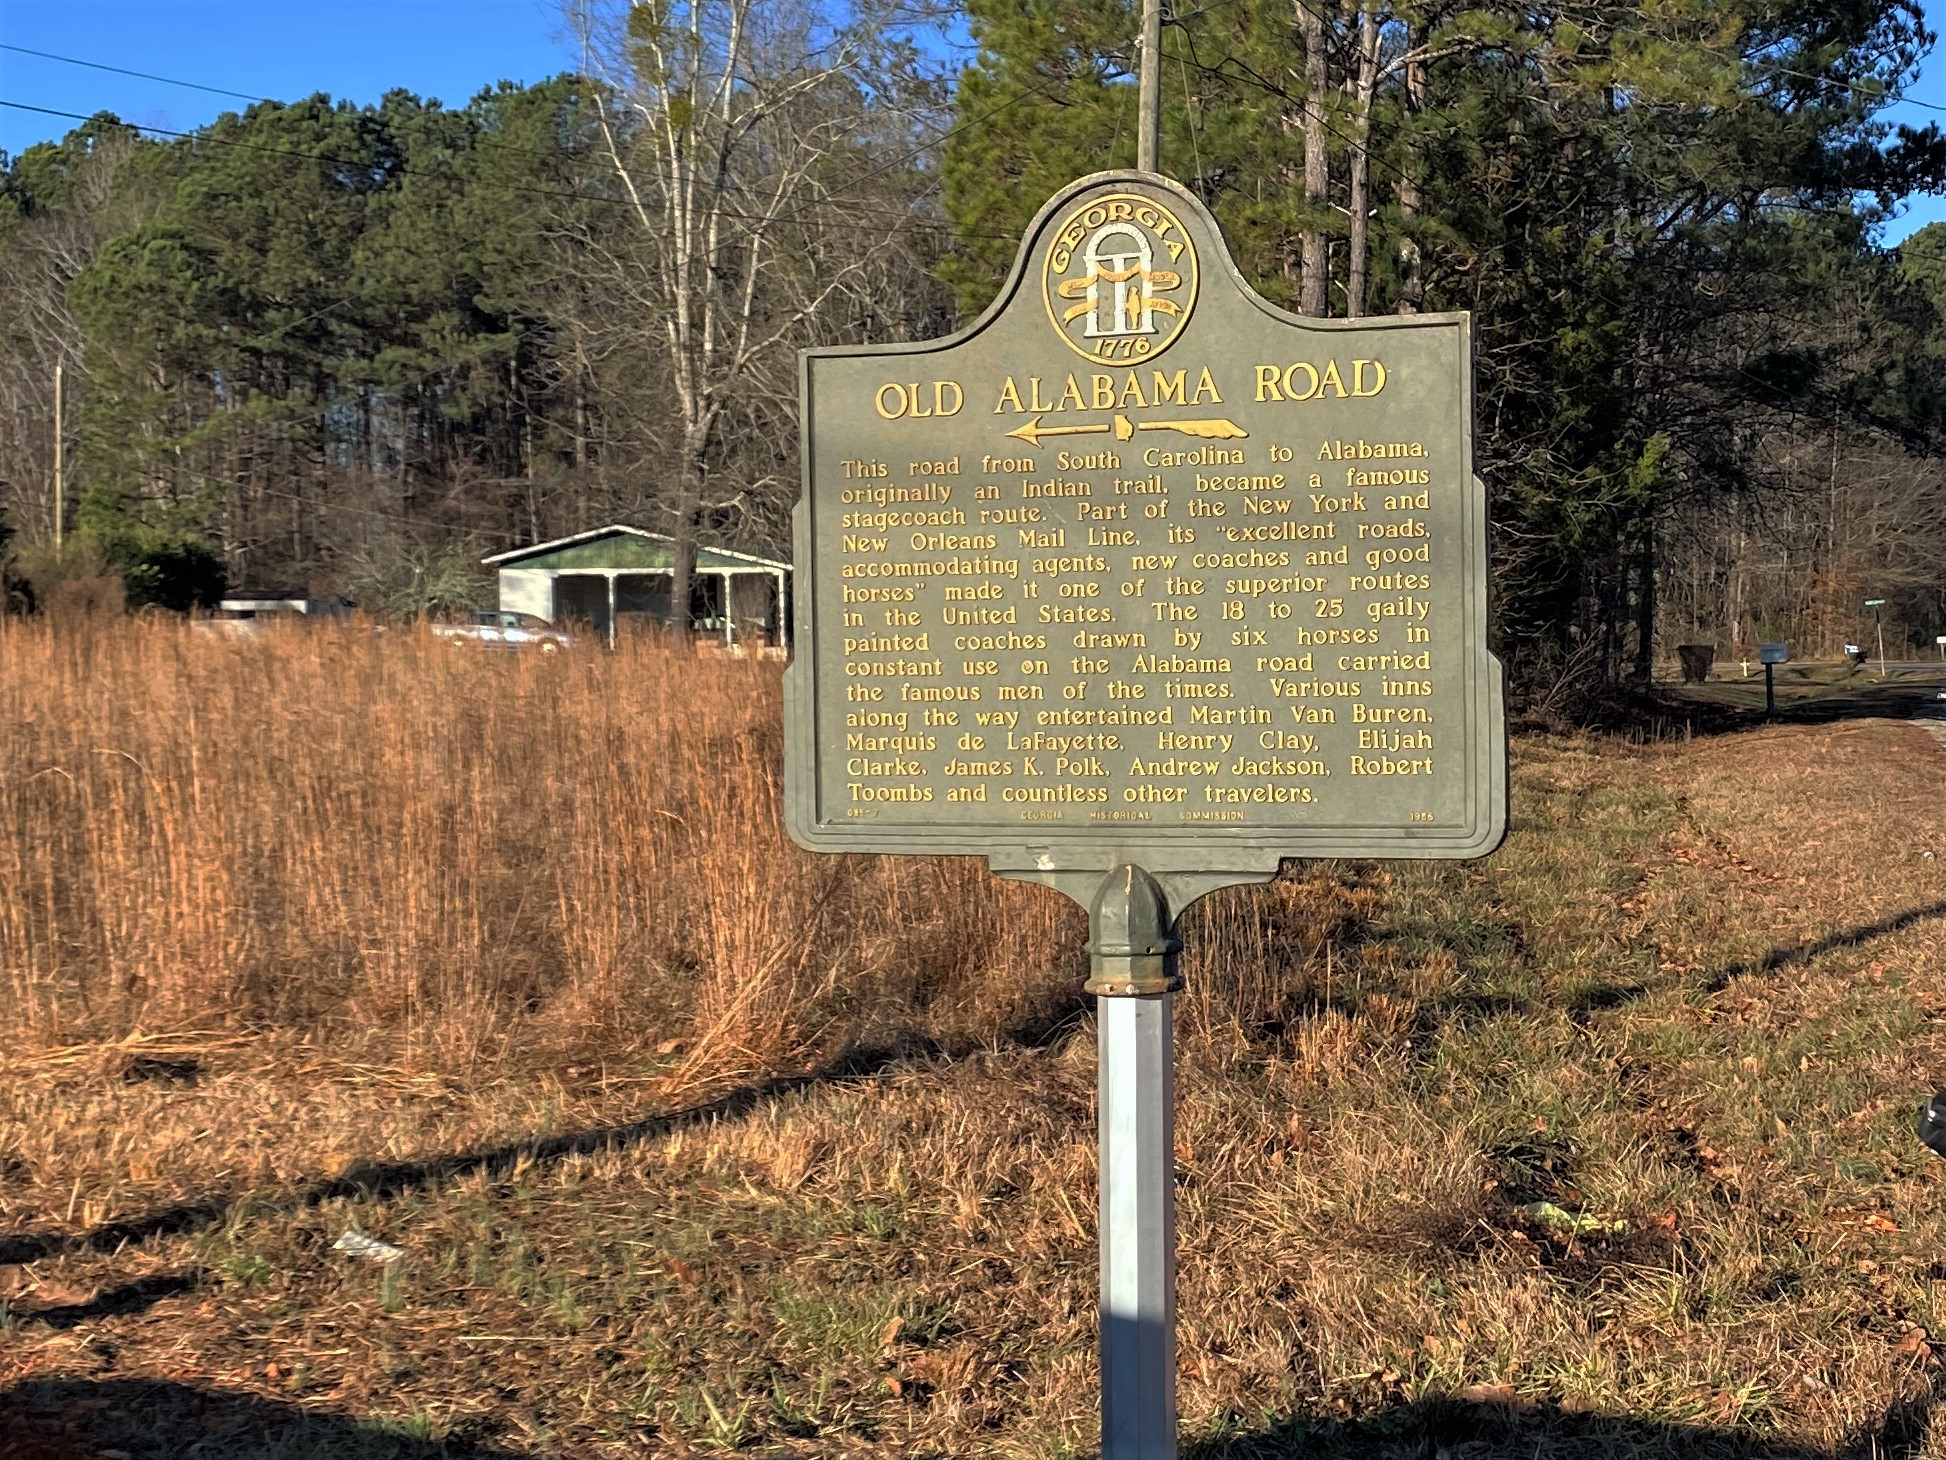 GEORGIA
1776
OLD ALABAMA ROAD
This road from South Carolina to Alabama,
originally an Indian trail, became a famous
stagecoach route. Part of the New York and
New Orleans Mail Line, its "excellent roads,
accommodating agents, new coaches and good
horses" made it one of the superior routes
in the United States. The 18 to 25 gaily
painted coaches drawn by six horses in
constant use on the Alabama road carried
the famous men of the times. Various inns
along the way entertained Martin Van Buren,
Marquis de LaFayette, Henry Clay, Elijah
Clarke, James K. Polk, Andrew Jackson, Robert
Toombs and countless other travelers.
GEORGIA HISTORICAL COMMISSION